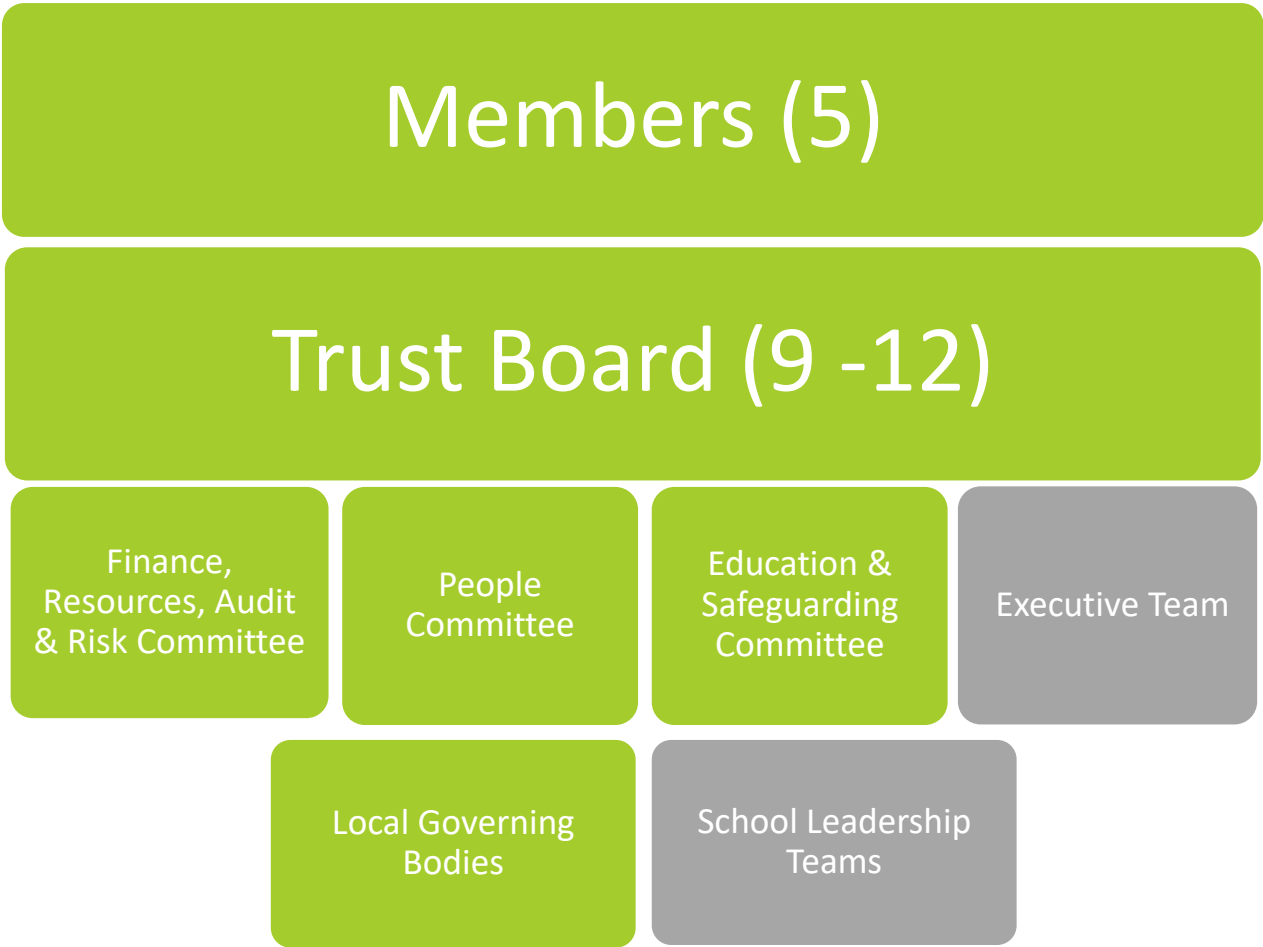 Members (5)
Trust Board (9 -12)
Finance,
Resources, Audit
& Risk Committee
People
Committee
Education &
Safeguarding
Committee
Executive Team
Local Governing
Bodies
School Leadership
Teams